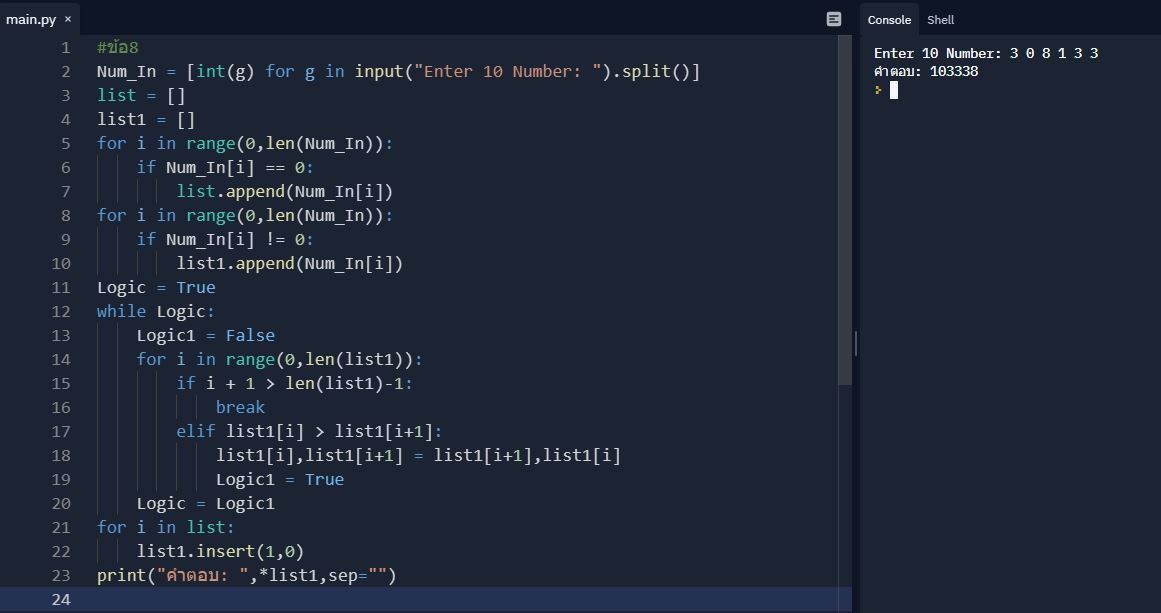 main.py ×
Console
Shell
1 #ข้อ8
2 Num_In = [int(g) for g in input("Enter 10 Number: ").split()]
3 list = []
4 list1 = []
5 for i in range(0,len(Num_In)):
6 if Num_In[i] == 0:
7 list.append(Num_In[i])
8 for i in range(0,len(Num_In)):
9 if Num_In[i] != 0:
10 list1.append(Num_In[i])
11 Logic = True
12 while Logic:
13 Logic1 = False
14 for i in range(0,len(list1)):
15 if i + 1 > len(list1)-1:
16 break
17 elif list1[i] > list1[i+1]:
18 list1[i],list1[i+1] = list1[i+1],list1[i]
19 Logic1 = True
20 Logic = Logic1
21 for i in list:
22 list1.insert(1,0)
23 print("คำตอบ: ",*list1,sep="")
24
Enter 10 Number: 3 0 8 1 3 3
คำตอบ: 103338